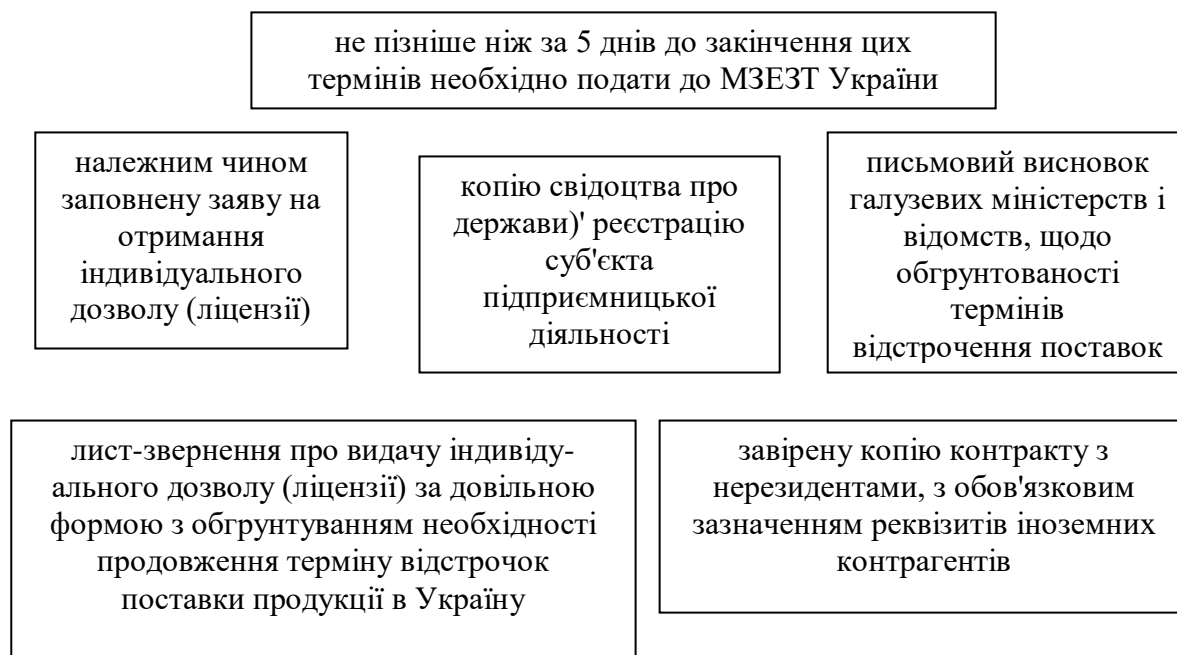 не пізніше ніж за 5 днів до закінчення цих
термінів необхідно подати до МЗЕЗТ України
належним чином
заповнену заяву на
отримання
індивідуального
дозволу (ліцензії)
копію свідоцтва про
держави)' реєстрацію
суб'єкта
підприємницької
діяльності
письмовий висновок
галузевих міністерств і
відомств, щодо
обгрунтованості
термінів
відстрочення поставок
лист-звернення про видачу індивіду-
ального дозволу (ліцензії) за довільною
формою з обгрунтуванням необхідності
продовження терміну відстрочок
поставки продукції в Україну
завірену копію контракту з
нерезидентами, з обов'язковим
зазначенням реквізитів іноземних
контрагентів